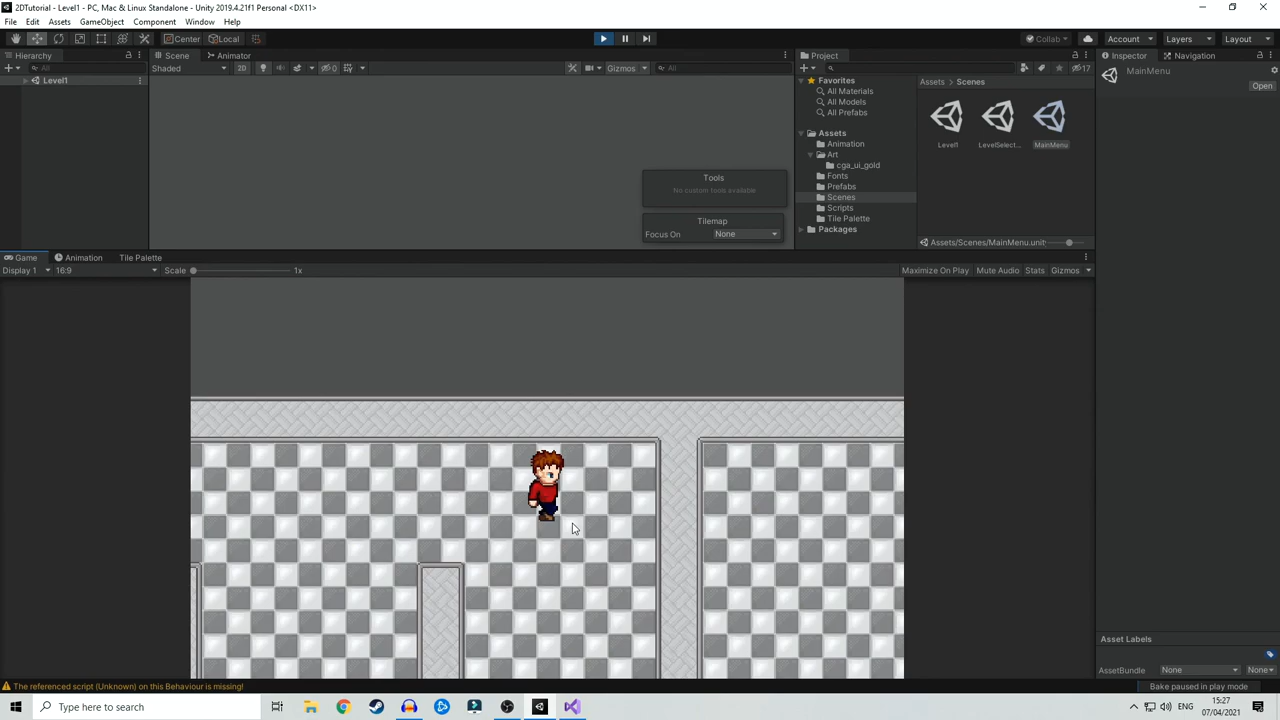 2DTutorial - Level1 - PC, Mac & Linux Standalone - Unity 2019.4.21f1 Personal <DX11>
File Edit Assets GameObject Component Window Help
Center Local Collab Account Layers Layout
Hierarchy Scene Animator Project Inspector Navigation
All Shaded 2D 0 Gizmos All 17 MainMenu
Level1 Favorites Assets > Scenes Open
All Materials
All Models
All Prefabs
Assets
Animation Level1 LevelSelect... MainMenu
Art
cga_ui_gold
Fonts
Prefabs
Scenes
Scripts
Tile Palette
Packages
Tools
No custom tools available
Tilemap
Focus On None
Assets/Scenes/MainMenu.unity
Game Animation Tile Palette
Display 1 16:9 Scale 1x Maximize On Play Mute Audio Stats Gizmos
Asset Labels
AssetBundle None None
The referenced script (Unknown) on this Behaviour is missing! Bake paused in play mode
Type here to search ENG 15:27
07/04/2021